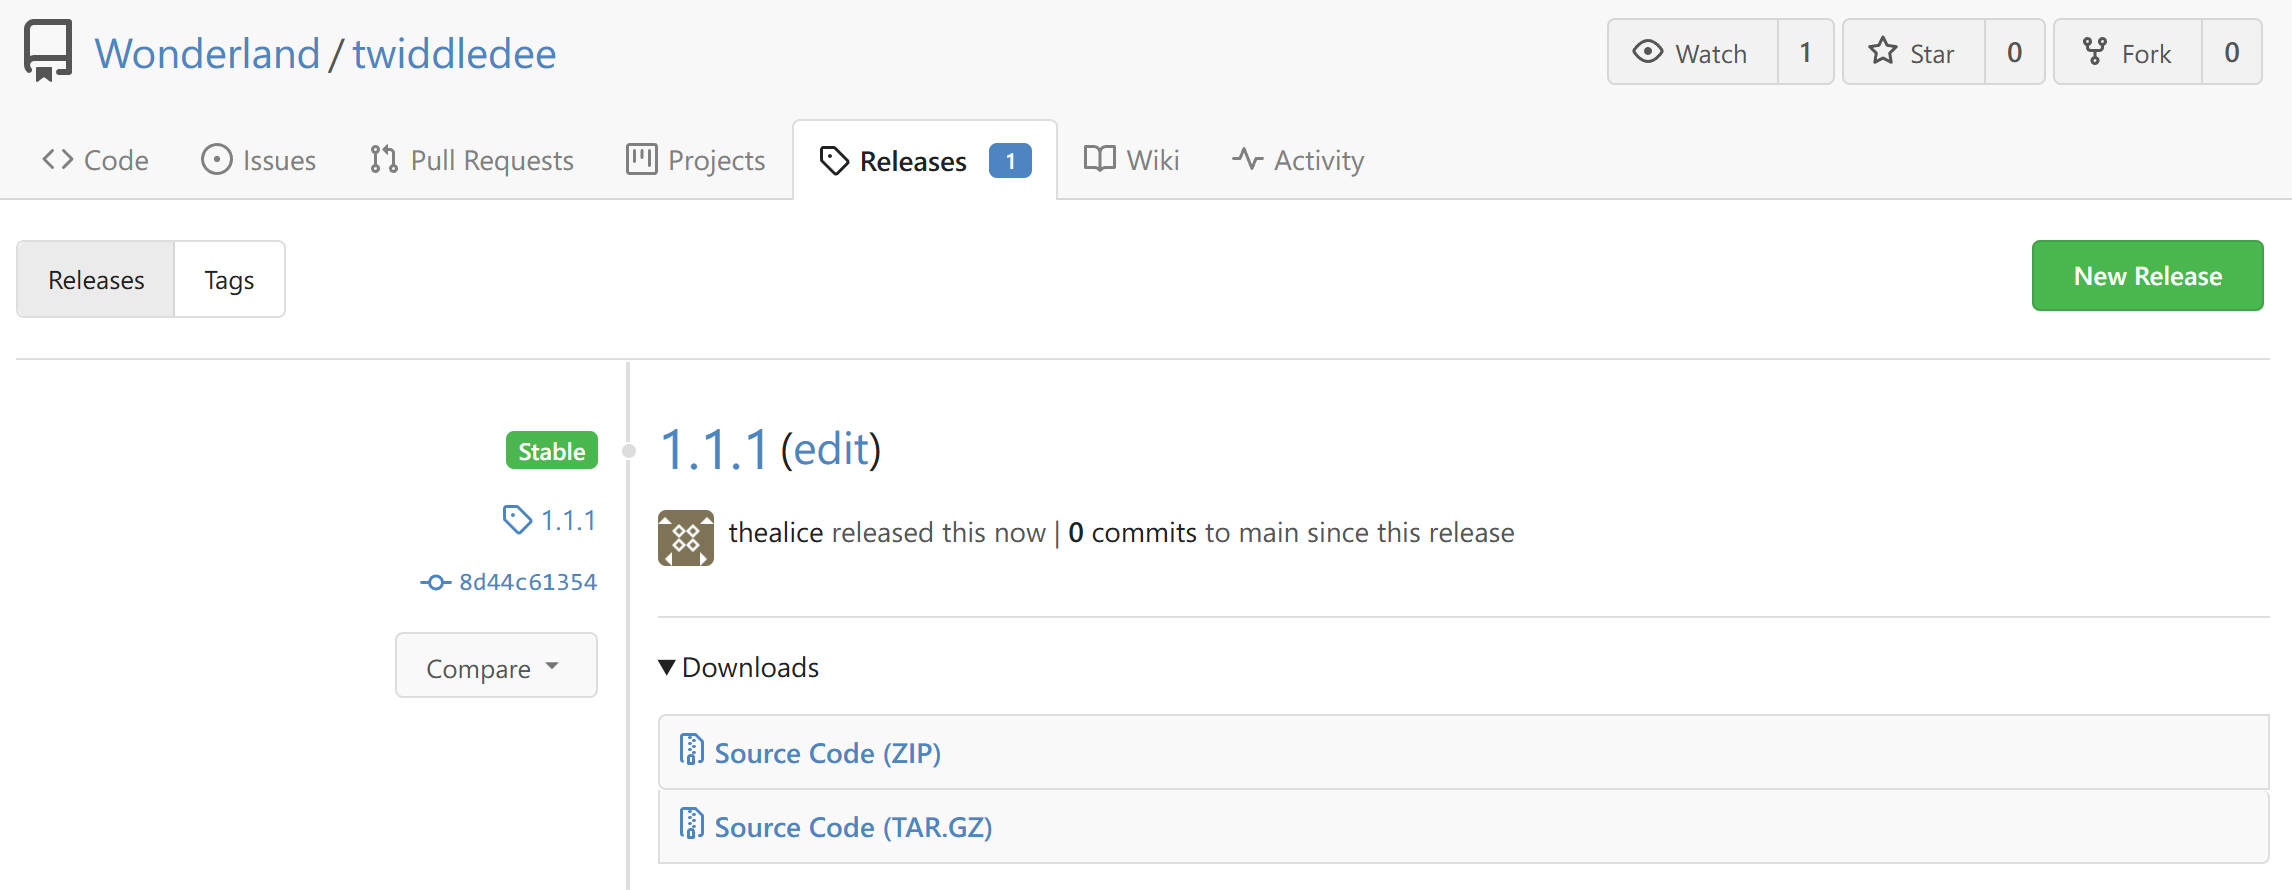 Wonderland / twiddledee
Watch 1 Star 0 Fork 0
Code Issues Pull Requests Projects Releases 1 Wiki Activity
Releases Tags
New Release
Stable
1.1.1 (edit)
1.1.1
thealice released this now | 0 commits to main since this release
8d44c61354
Compare
Downloads
Source Code (ZIP)
Source Code (TAR.GZ)